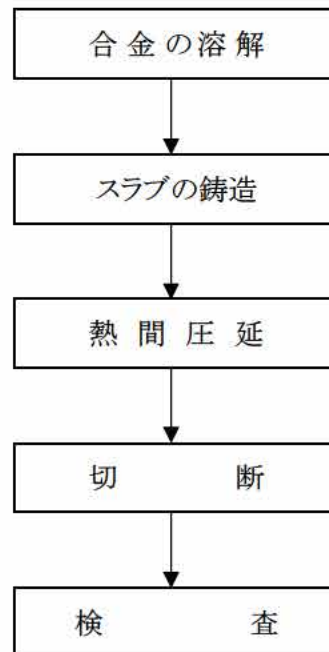 合金の溶解
スラブの鋳造
熱間圧延
切断
検査